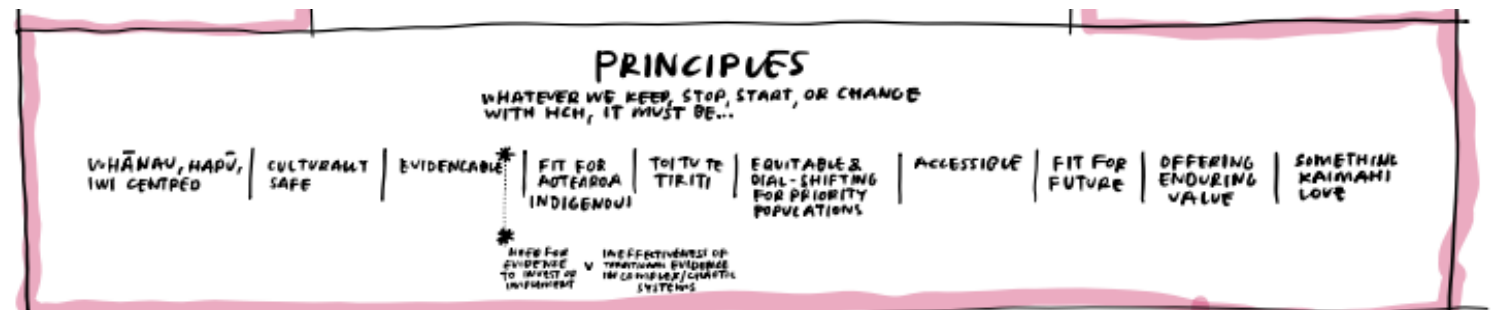 PRINCIPLES
WHATEVER WE KEEP, STOP, START, OR CHANGE
WITH HCH, IT MUST BE...
WHĀNAU, HAPŪ,
IWI CENTRED
CULTURALLY
SAFE
EVIDENCABLE*
FIT FOR
AOTEAROA
INDIGENOUS
TOITU TE
TIRITI
EQUITABLE &
DIAL-SHIFTING
FOR PRIORITY
POPULATIONS
ACCESSIBLE
FIT FOR
FUTURE
OFFERING
ENDURING
VALUE
SOMETHING
KAIMAHI
LOVE
*
NEED FOR
EVIDENCE
TO INVEST OR
IMPLEMENT
V
INEFFECTIVENESS OF
TRADITIONAL EVIDENCE
IN COMPLEX/CHAOTIC
SYSTEMS